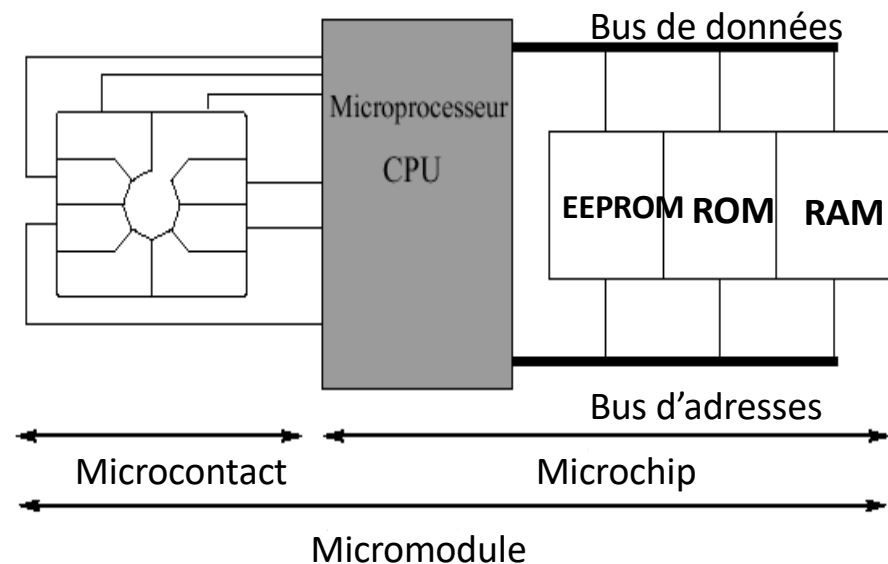 Bus de données
Microprocesseur
CPU
EEPROM ROM RAM
Bus d’adresses
Microcontact Microchip
Micromodule